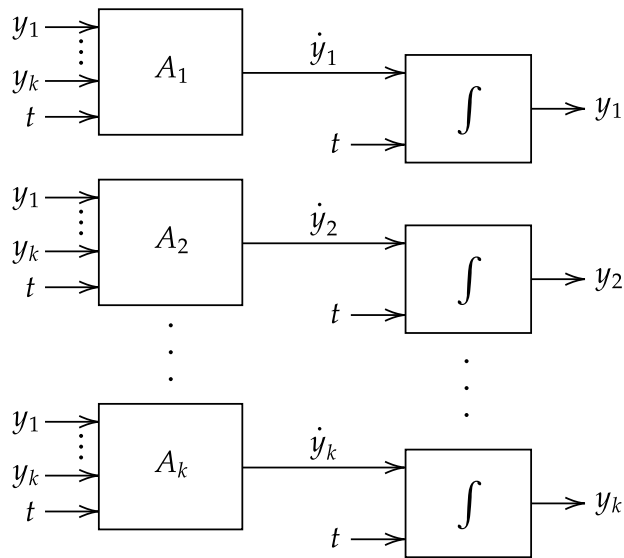 y₁
⋮
yₖ
t
A₁
ẏ₁
t
∫
y₁
y₁
⋮
yₖ
t
A₂
ẏ₂
t
∫
y₂
⋮
⋮
y₁
⋮
yₖ
t
Aₖ
ẏₖ
t
∫
yₖ